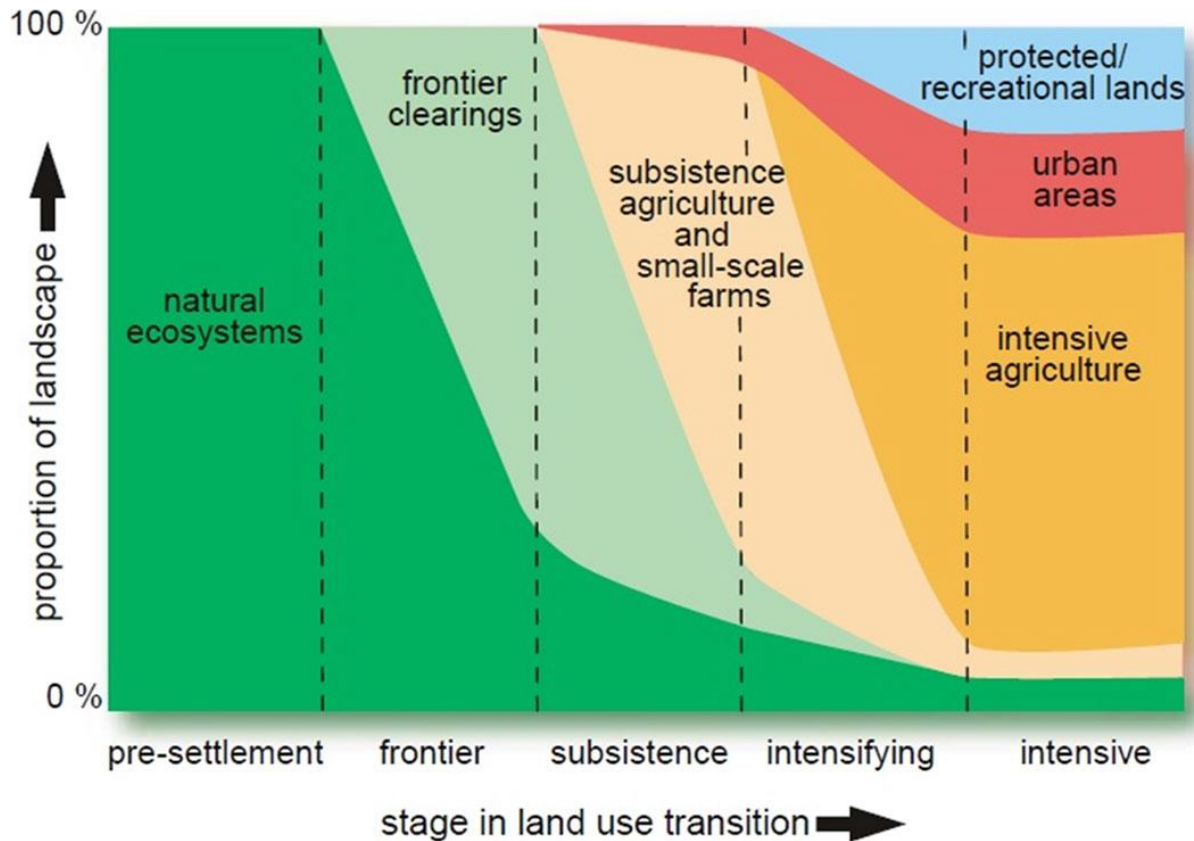 100 %
frontier
clearings
protected/
recreational lands
urban
areas
subsistence
agriculture
and
small-scale
farms
natural
ecosystems
intensive
agriculture
proportion of landscape
0 %
pre-settlement
frontier
subsistence
intensifying
intensive
stage in land use transition